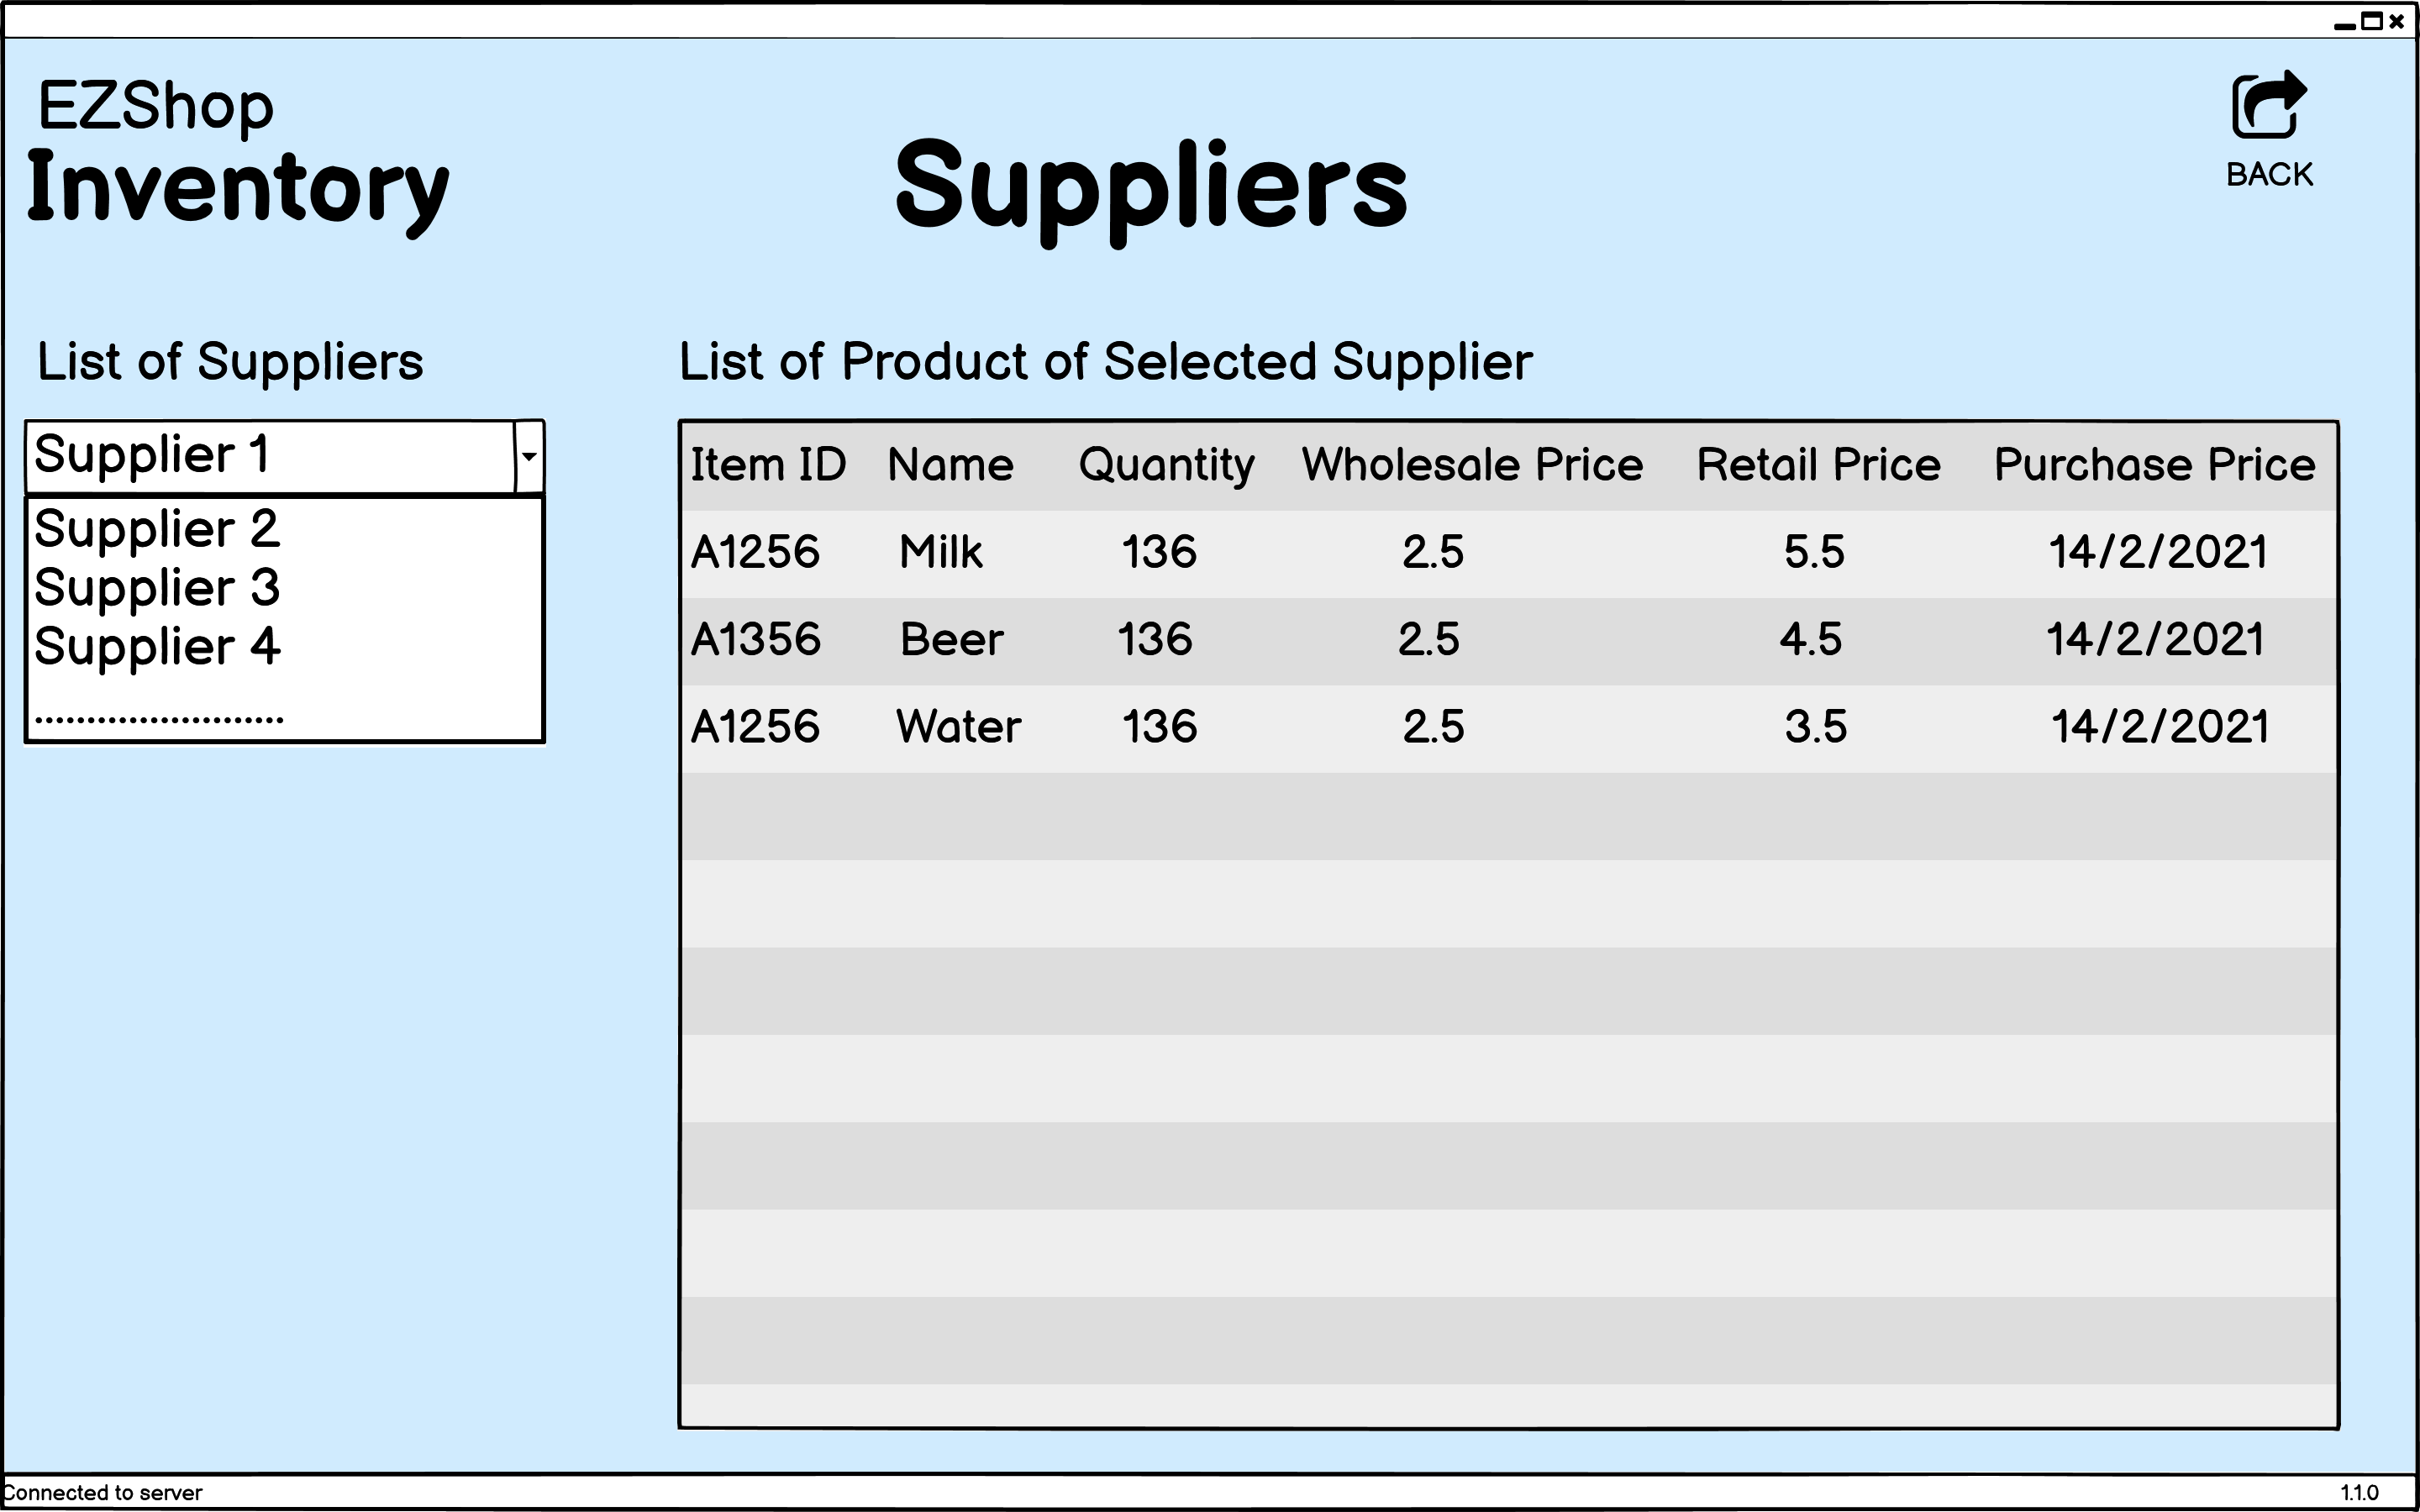 EZShop
Inventory
Suppliers
BACK
List of Suppliers
List of Product of Selected Supplier
Supplier 1
Supplier 2
Supplier 3
Supplier 4
........................
Item ID Name Quantity Wholesale Price Retail Price Purchase Price
A1256 Milk 136 2.5 5.5 14/2/2021
A1356 Beer 136 2.5 4.5 14/2/2021
A1256 Water 136 2.5 3.5 14/2/2021
Connected to server
1.1.0